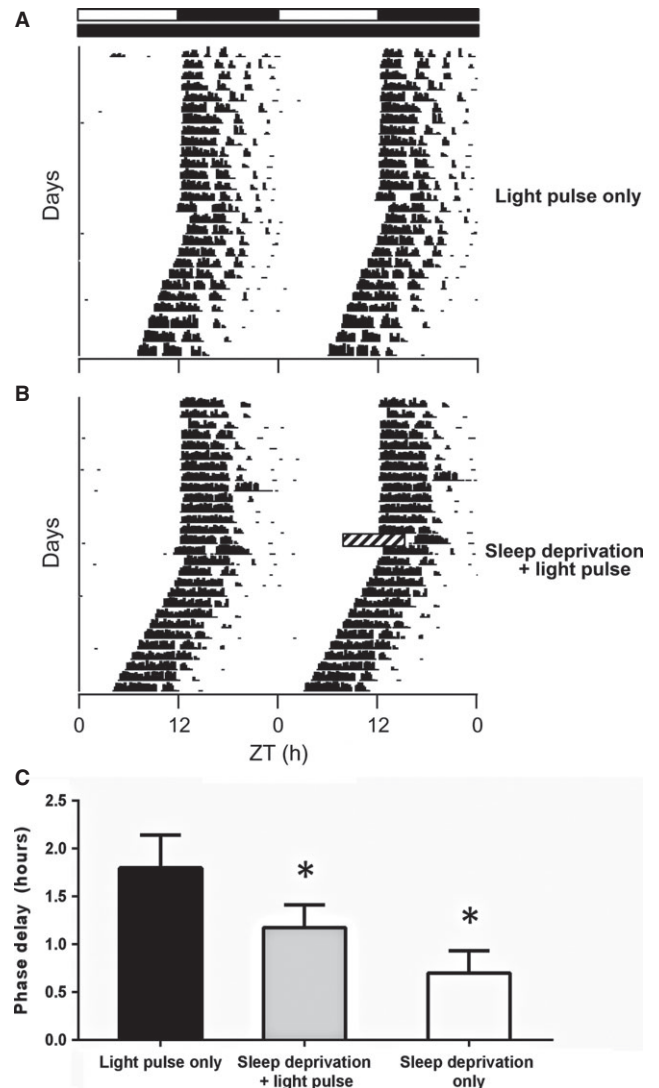 A
Days
Light pulse only
B
Days
Sleep deprivation
+ light pulse
0 12 0 12 0
ZT (h)
C
Phase delay (hours)
2.5
2.0
1.5
1.0
0.5
0.0
*
*
Light pulse only
Sleep deprivation
+ light pulse
Sleep deprivation
only